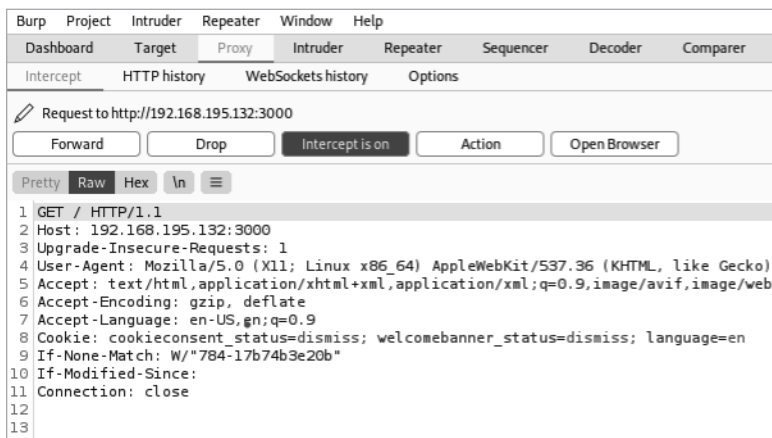 Burp Project Intruder Repeater Window Help
Dashboard Target Proxy Intruder Repeater Sequencer Decoder Comparer
Intercept HTTP history WebSockets history Options
Request to http://192.168.195.132:3000
Forward Drop Intercept is on Action Open Browser
Pretty Raw Hex \n
1 GET / HTTP/1.1
2 Host: 192.168.195.132:3000
3 Upgrade-Insecure-Requests: 1
4 User-Agent: Mozilla/5.0 (X11; Linux x86_64) AppleWebKit/537.36 (KHTML, like Gecko)
5 Accept: text/html,application/xhtml+xml,application/xml;q=0.9,image/avif,image/web
6 Accept-Encoding: gzip, deflate
7 Accept-Language: en-US,en;q=0.9
8 Cookie: cookieconsent_status=dismiss; welcomebanner_status=dismiss; language=en
9 If-None-Match: W/"784-17b74b3e20b"
10 If-Modified-Since:
11 Connection: close
12
13